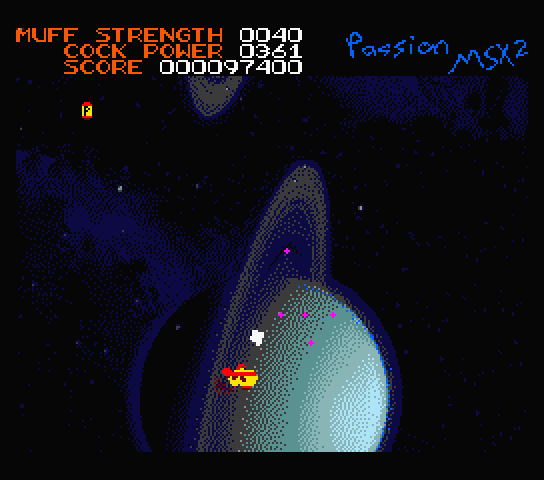 MUFF STRENGTH 0040
COCK POWER 0361
SCORE 000097400
Passion MSX2
P